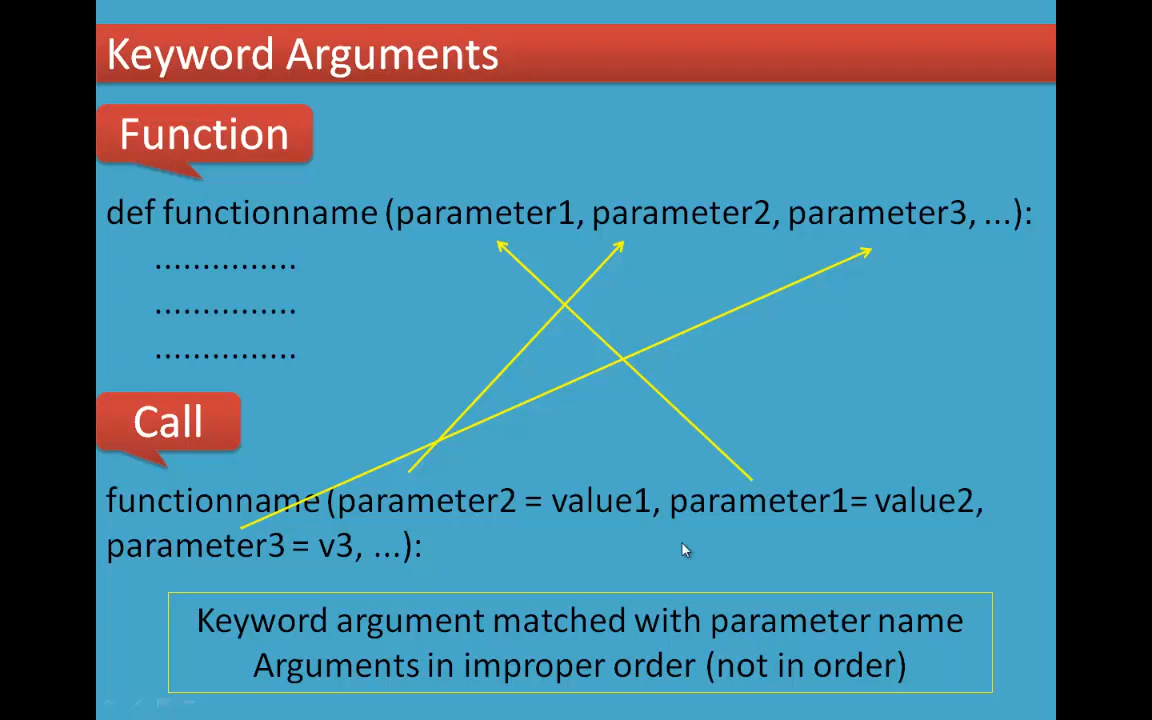 Keyword Arguments
Function
def functionname (parameter1, parameter2, parameter3, ...):
...............
...............
...............
Call
functionname (parameter2 = value1, parameter1= value2,
parameter3 = v3, ...):
Keyword argument matched with parameter name
Arguments in improper order (not in order)